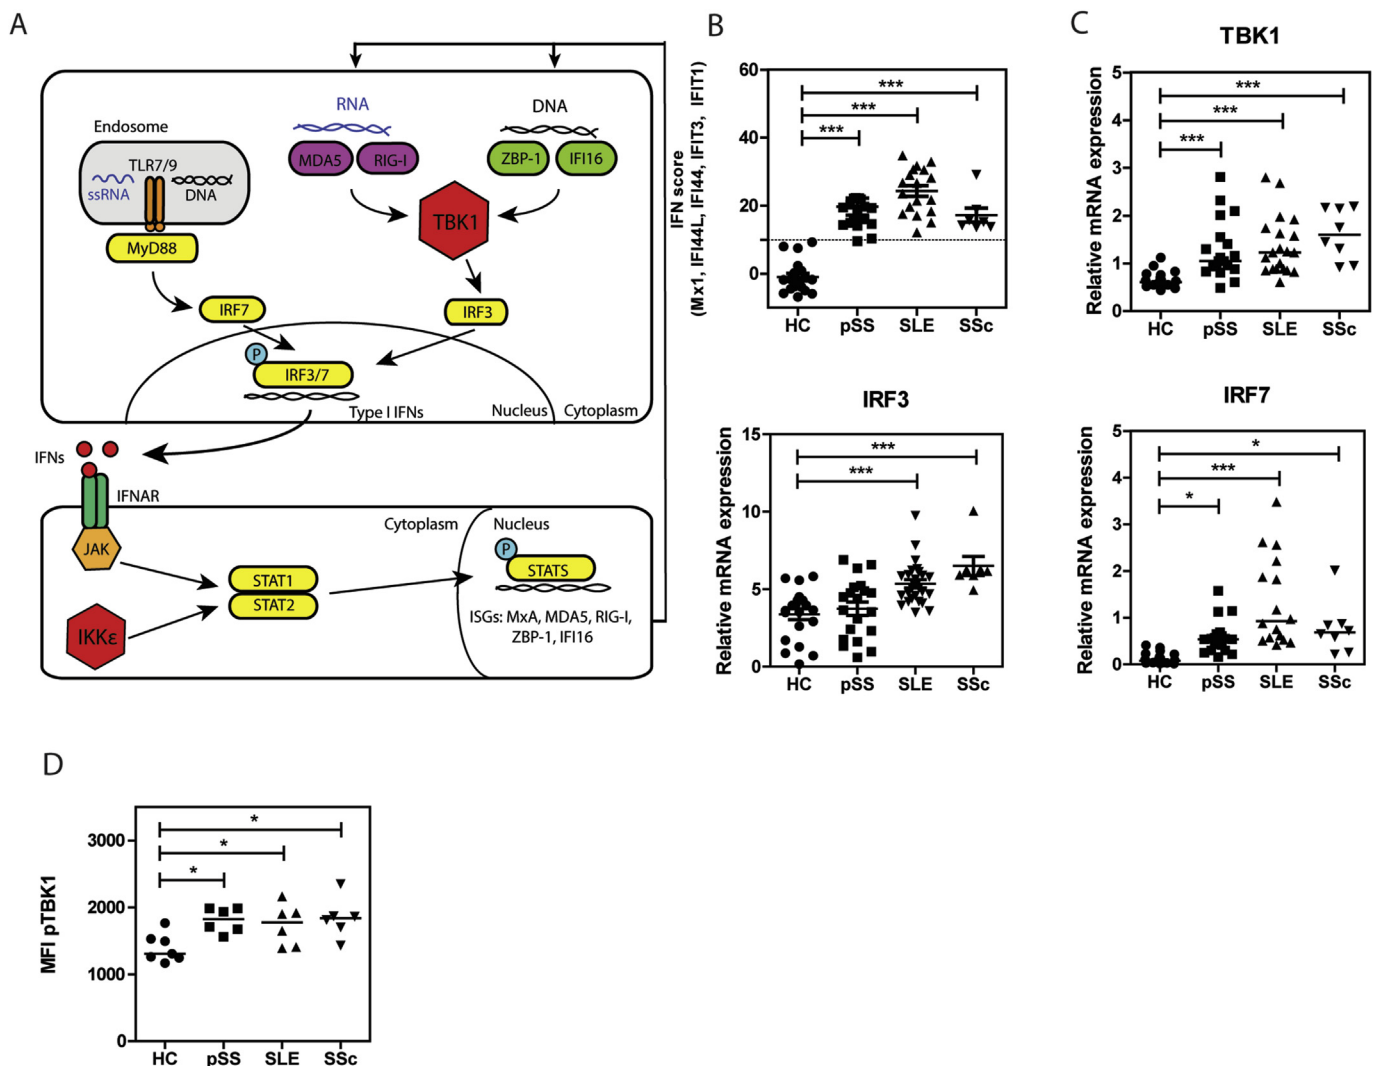 A
RNA
DNA
Endosome
TLR7/9
ssRNA
DNA
MDA5
RIG-I
ZBP-1
IFI16
TBK1
MyD88
IRF7
IRF3
P
IRF3/7
Type I IFNs
Nucleus
Cytoplasm
IFNs
IFNAR
JAK
Cytoplasm
Nucleus
STAT1
STAT2
IKKε
P
STATS
ISGs: MxA, MDA5, RIG-I,
ZBP-1, IFI16
B
IFN score
(Mx1, IFI44L, IFI44, IFIT3, IFIT1)
60
40
20
0
***
***
***
HC
pSS
SLE
SSc
C
TBK1
Relative mRNA expression
5
4
3
2
1
0
***
***
***
HC
pSS
SLE
SSc
IRF3
Relative mRNA expression
15
10
5
0
***
***
HC
pSS
SLE
SSc
IRF7
Relative mRNA expression
5
4
3
2
1
0
*
***
*
HC
pSS
SLE
SSc
D
MFI pTBK1
3000
2000
1000
0
*
*
*
HC
pSS
SLE
SSc